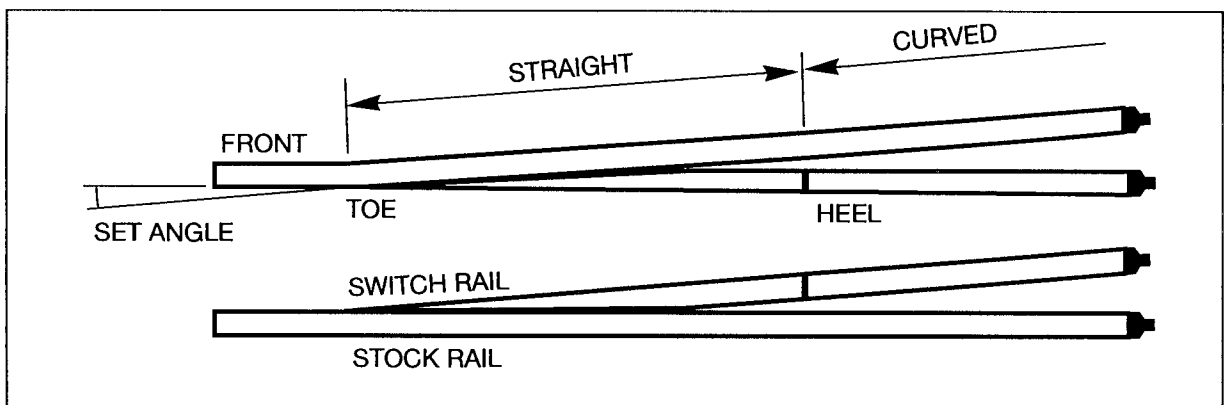 CURVED
STRAIGHT
FRONT
TOE
HEEL
SET ANGLE
SWITCH RAIL
STOCK RAIL